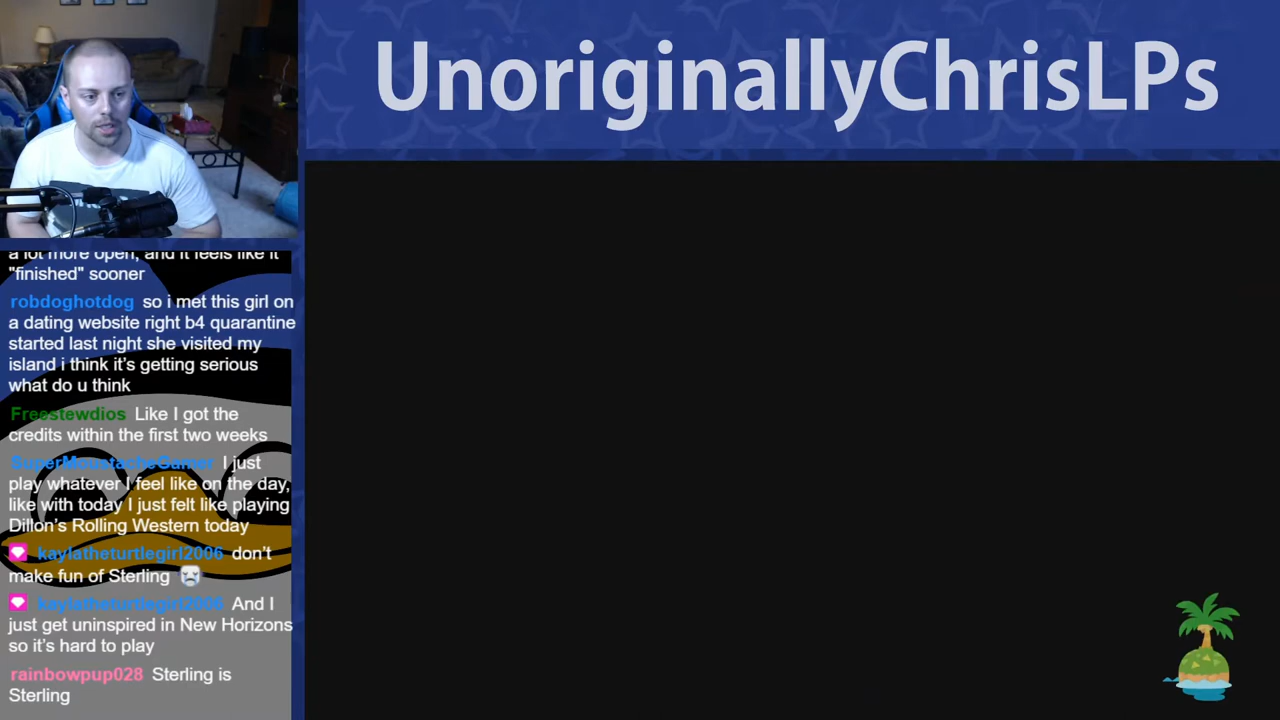 UnoriginallyChrisLPs
a lot more open, and it feels like it
"finished" sooner
robdoghotdog so i met this girl on
a dating website right b4 quarantine
started last night she visited my
island i think it's getting serious
what do u think
Freestewdios Like I got the
credits within the first two weeks
SuperMoustacheGamer I just
play whatever I feel like on the day,
like with today I just felt like playing
Dillon's Rolling Western today
kaylatheturtlegirl2006 don't
make fun of Sterling
kaylatheturtlegirl2006 And I
just get uninspired in New Horizons
so it's hard to play
rainbowpup028 Sterling is
Sterling